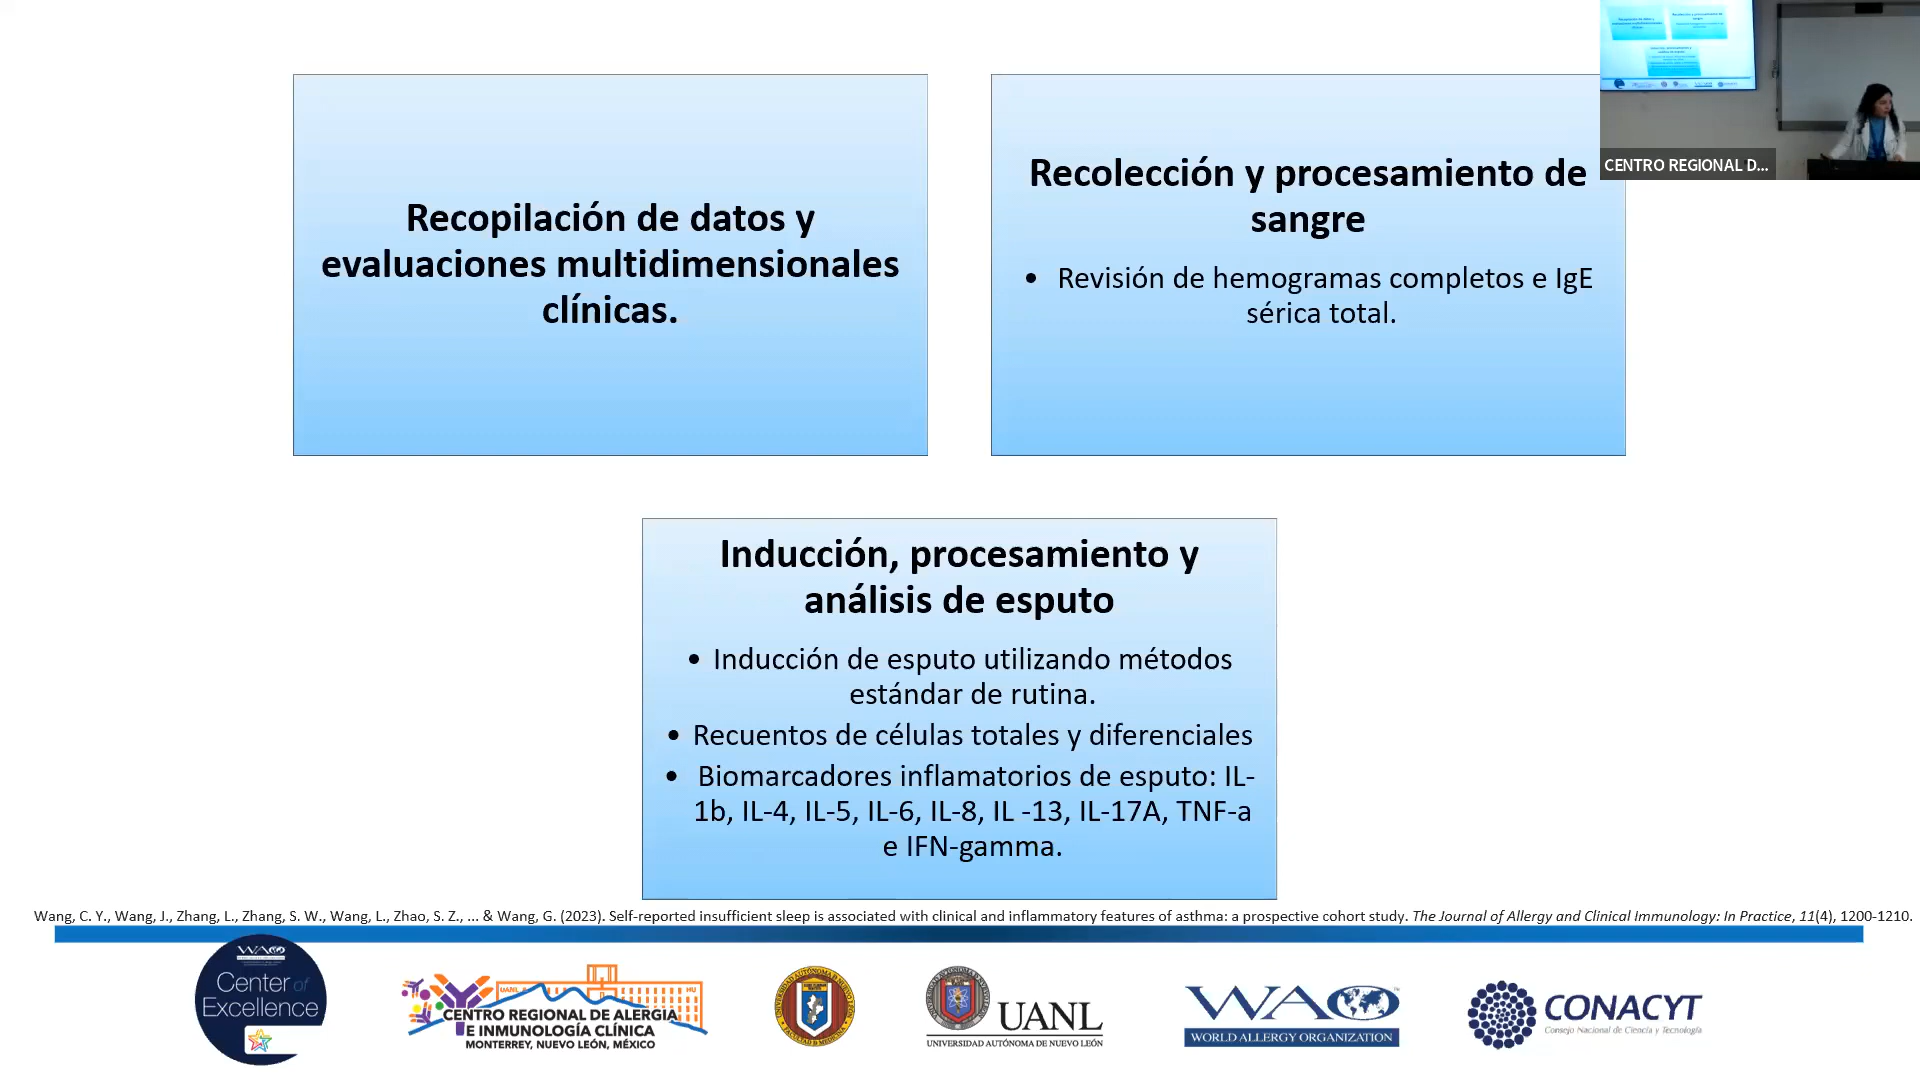 Recopilación de datos y
evaluaciones multidimensionales
clínicas.
Recolección y procesamiento de
sangre
• Revisión de hemogramas completos e IgE
sérica total.
CENTRO REGIONAL D...
Inducción, procesamiento y
análisis de esputo
• Inducción de esputo utilizando métodos
estándar de rutina.
• Recuentos de células totales y diferenciales
• Biomarcadores inflamatorios de esputo: IL-
1b, IL-4, IL-5, IL-6, IL-8, IL -13, IL-17A, TNF-a
e IFN-gamma.
Wang, C. Y., Wang, J., Zhang, L., Zhang, S. W., Wang, L., Zhao, S. Z., ... & Wang, G. (2023). Self-reported insufficient sleep is associated with clinical and inflammatory features of asthma: a prospective cohort study. The Journal of Allergy and Clinical Immunology: In Practice, 11(4), 1200-1210.
WAO
Center of
Excellence
UANL
HU
CENTRO REGIONAL DE ALERGIA
E INMUNOLOGÍA CLÍNICA
MONTERREY, NUEVO LEÓN, MÉXICO
UANL
UNIVERSIDAD AUTÓNOMA DE NUEVO LEÓN
WAO
WORLD ALLERGY ORGANIZATION
CONACYT
Consejo Nacional de Ciencia y Tecnología